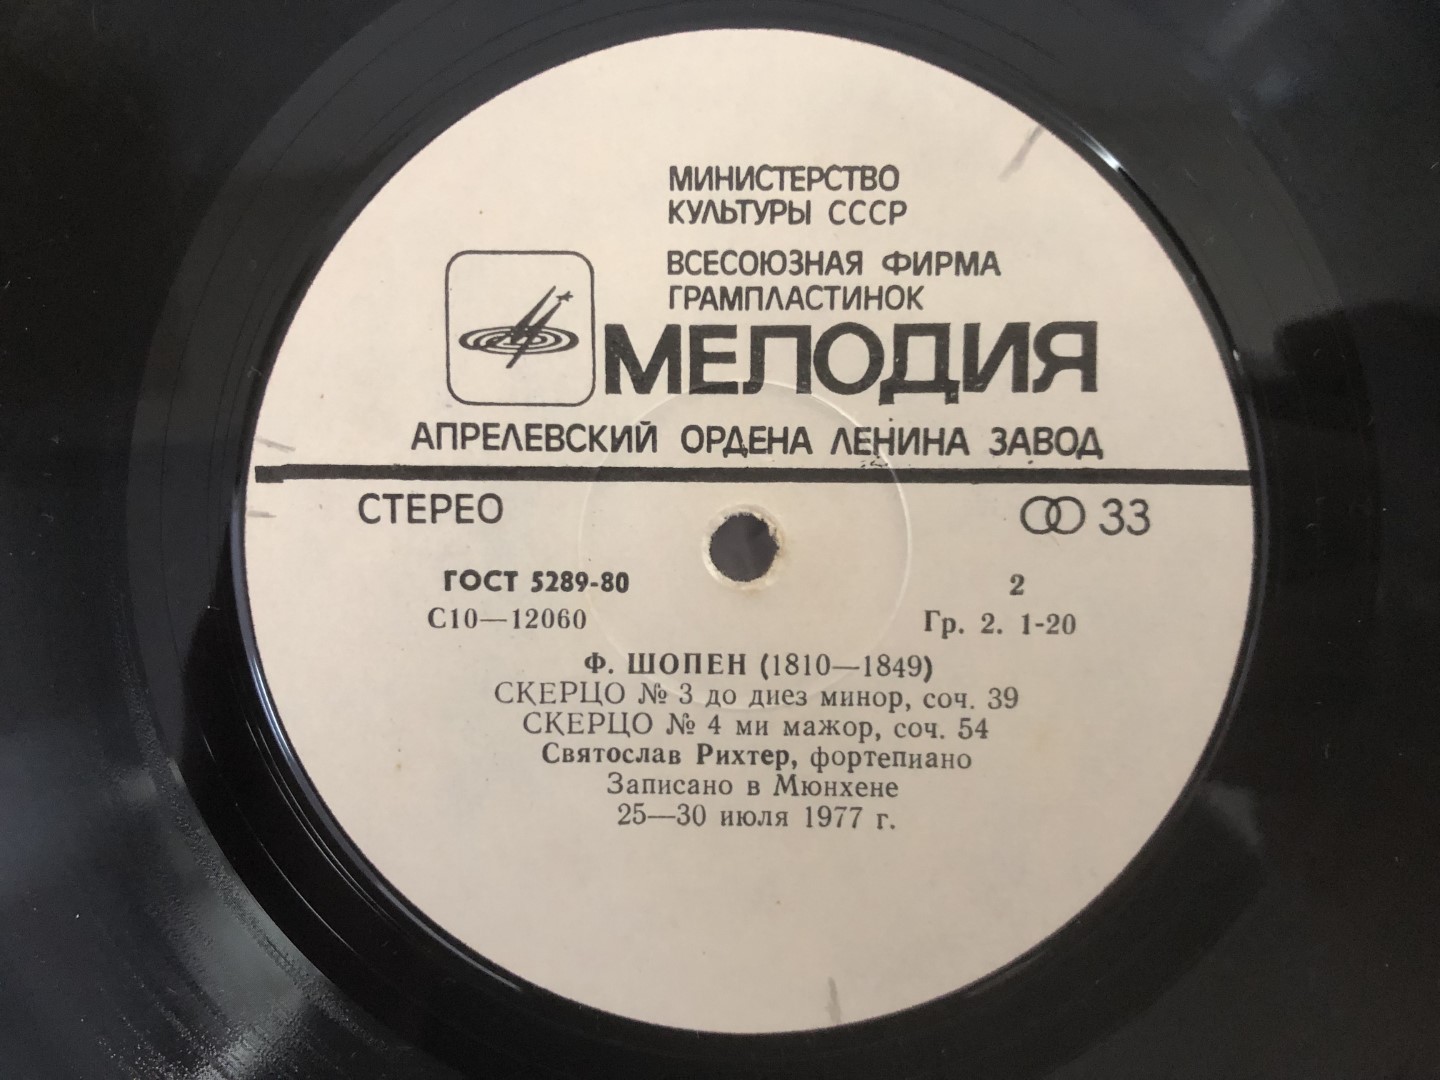 МИНИСТЕРСТВО
КУЛЬТУРЫ СССР
ВСЕСОЮЗНАЯ ФИРМА
ГРАМПЛАСТИНОК
МЕЛОДИЯ
АПРЕЛЕВСКИЙ ОРДЕНА ЛЕНИНА ЗАВОД
СТЕРЕО 33
ГОСТ 5289-80 2
С10—12060 Гр. 2. 1-20
Ф. ШОПЕН (1810—1849)
СКЕРЦО № 3 до диез минор, соч. 39
СКЕРЦО № 4 ми мажор, соч. 54
Святослав Рихтер, фортепиано
Записано в Мюнхене
25—30 июля 1977 г.